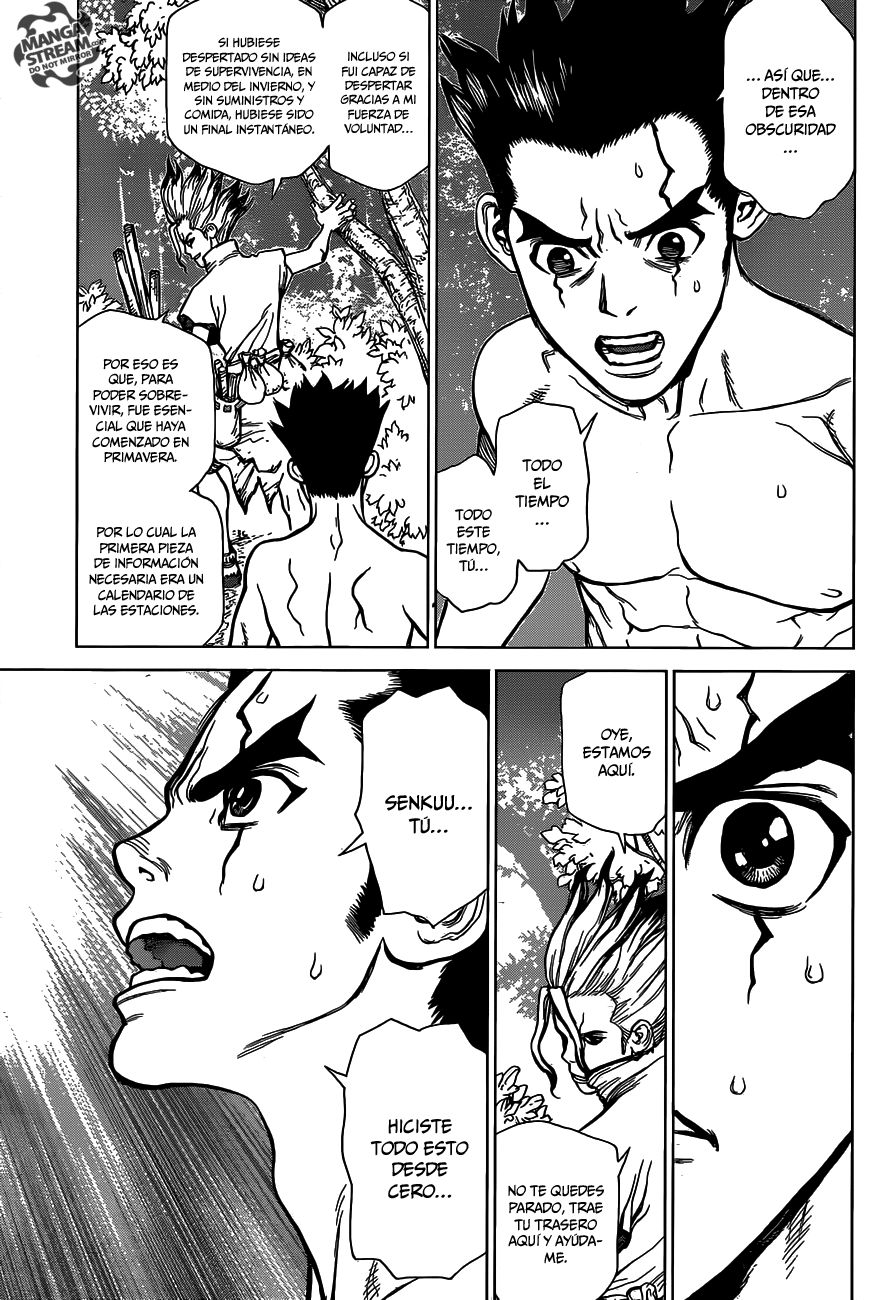 MANGA
STREAM.com
DO NOT MIRROR
... ASÍ QUE...
DENTRO
DE ESA
OBSCURIDAD
...
TODO
EL
TIEMPO
...
TODO
ESTE
TIEMPO,
TÚ...
INCLUSO SI
FUI CAPAZ DE
DESPERTAR
GRACIAS A MI
FUERZA DE
VOLUNTAD...
SI HUBIESE
DESPERTADO SIN IDEAS
DE SUPERVIVENCIA, EN
MEDIO DEL INVIERNO, Y
SIN SUMINISTROS Y
COMIDA, HUBIESE SIDO
UN FINAL INSTANTÁNEO.
POR ESO ES
QUE, PARA
PODER SOBRE-
VIVIR, FUE ESEN-
CIAL QUE HAYA
COMENZADO EN
PRIMAVERA.
POR LO CUAL LA
PRIMERA PIEZA
DE INFORMACIÓN
NECESARIA ERA UN
CALENDARIO DE
LAS ESTACIONES.
OYE,
ESTAMOS
AQUÍ.
NO TE QUEDES
PARADO, TRAE
TU TRASERO
AQUÍ Y AYÚDA-
ME.
SENKUU...
TÚ...
HICISTE
TODO ESTO
DESDE
CERO...